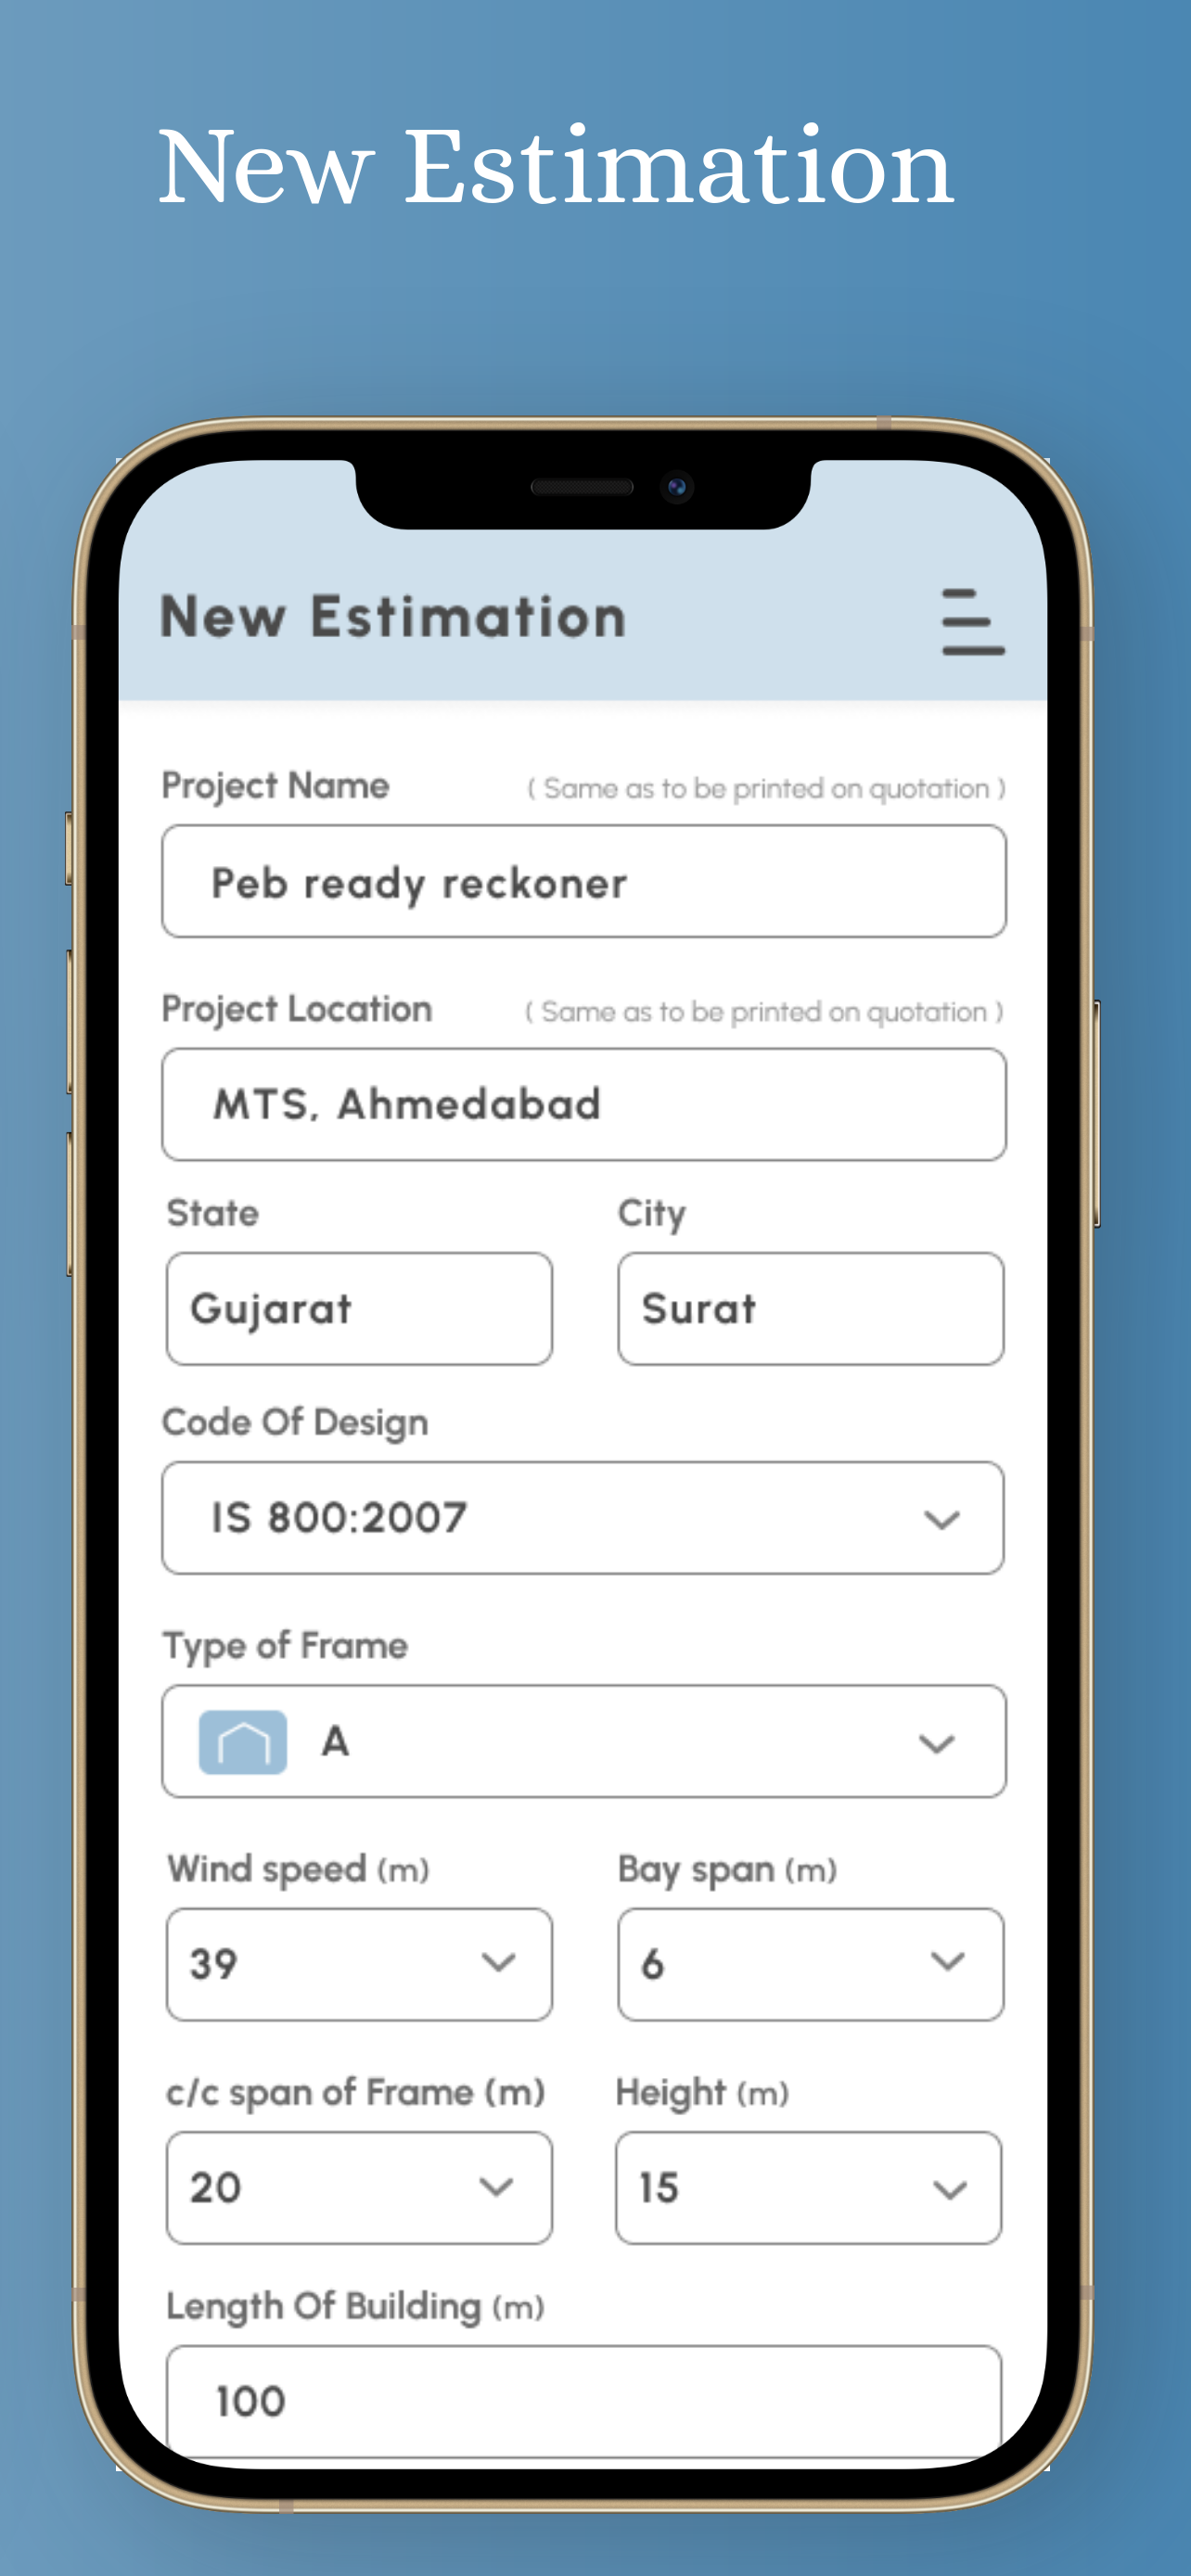 New Estimation
New Estimation
Project Name ( Same as to be printed on quotation )
Peb ready reckoner
Project Location ( Same as to be printed on quotation )
MTS, Ahmedabad
State City
Gujarat Surat
Code Of Design
IS 800:2007
Type of Frame
A
Wind speed (m) Bay span (m)
39 6
c/c span of Frame (m) Height (m)
20 15
Length Of Building (m)
100